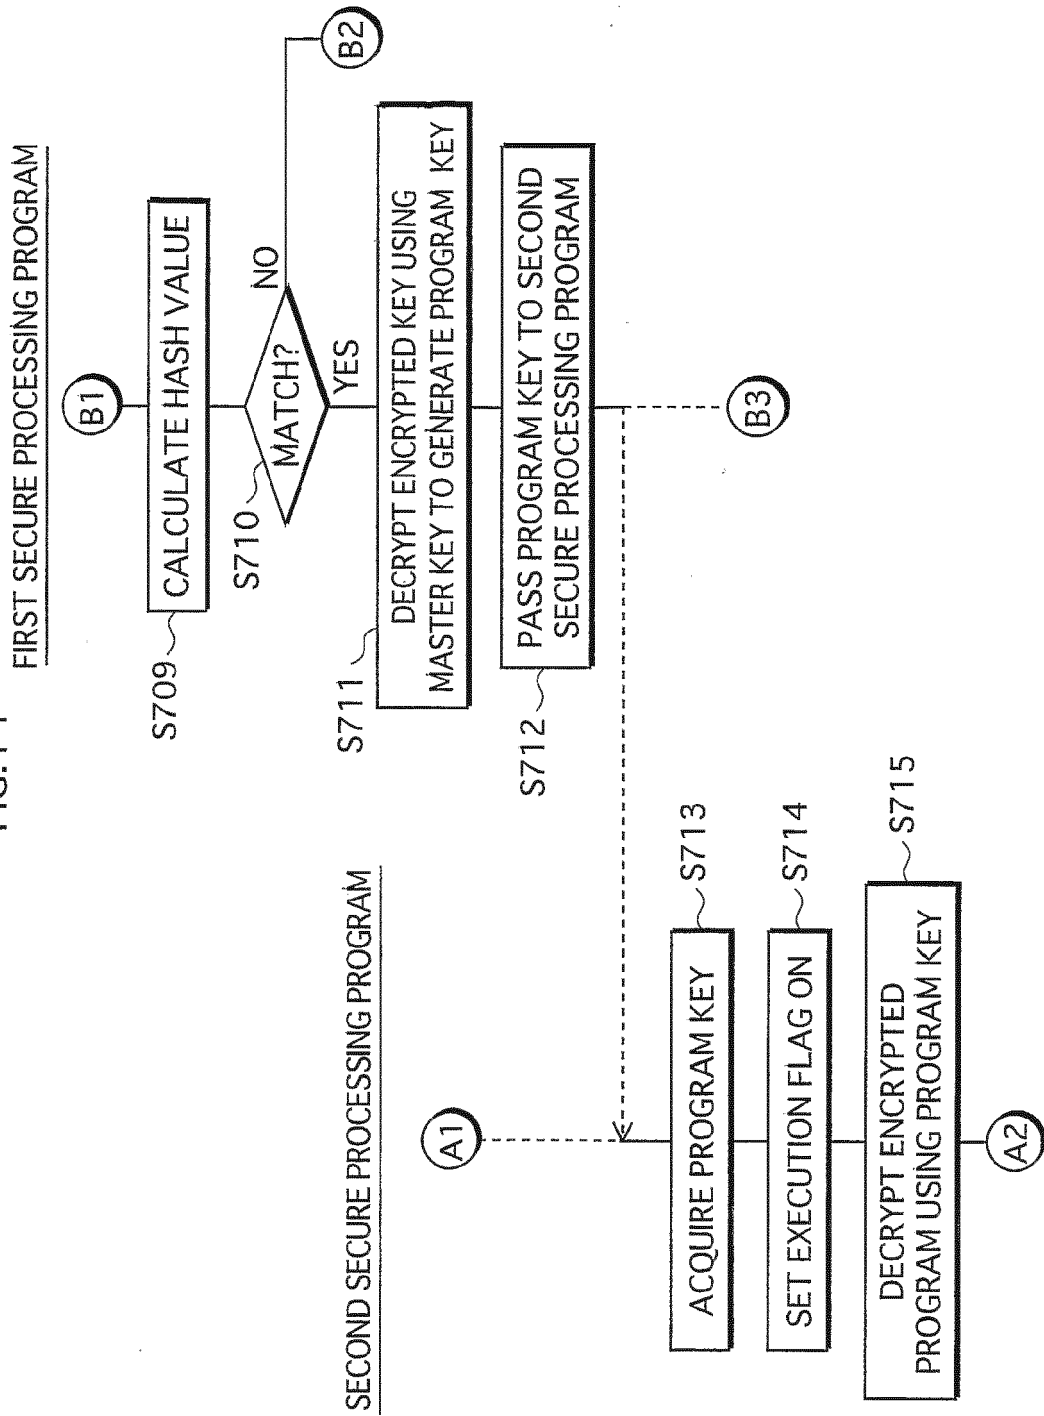 FIRST SECURE PROCESSING PROGRAM
B1
S709
CALCULATE HASH VALUE
S710
MATCH?
NO
B2
YES
S711
DECRYPT ENCRYPTED KEY USING
MASTER KEY TO GENERATE PROGRAM KEY
S712
PASS PROGRAM KEY TO SECOND
SECURE PROCESSING PROGRAM
B3
SECOND SECURE PROCESSING PROGRAM
A1
ACQUIRE PROGRAM KEY
S713
SET EXECUTION FLAG ON
S714
DECRYPT ENCRYPTED
PROGRAM USING PROGRAM KEY
S715
A2